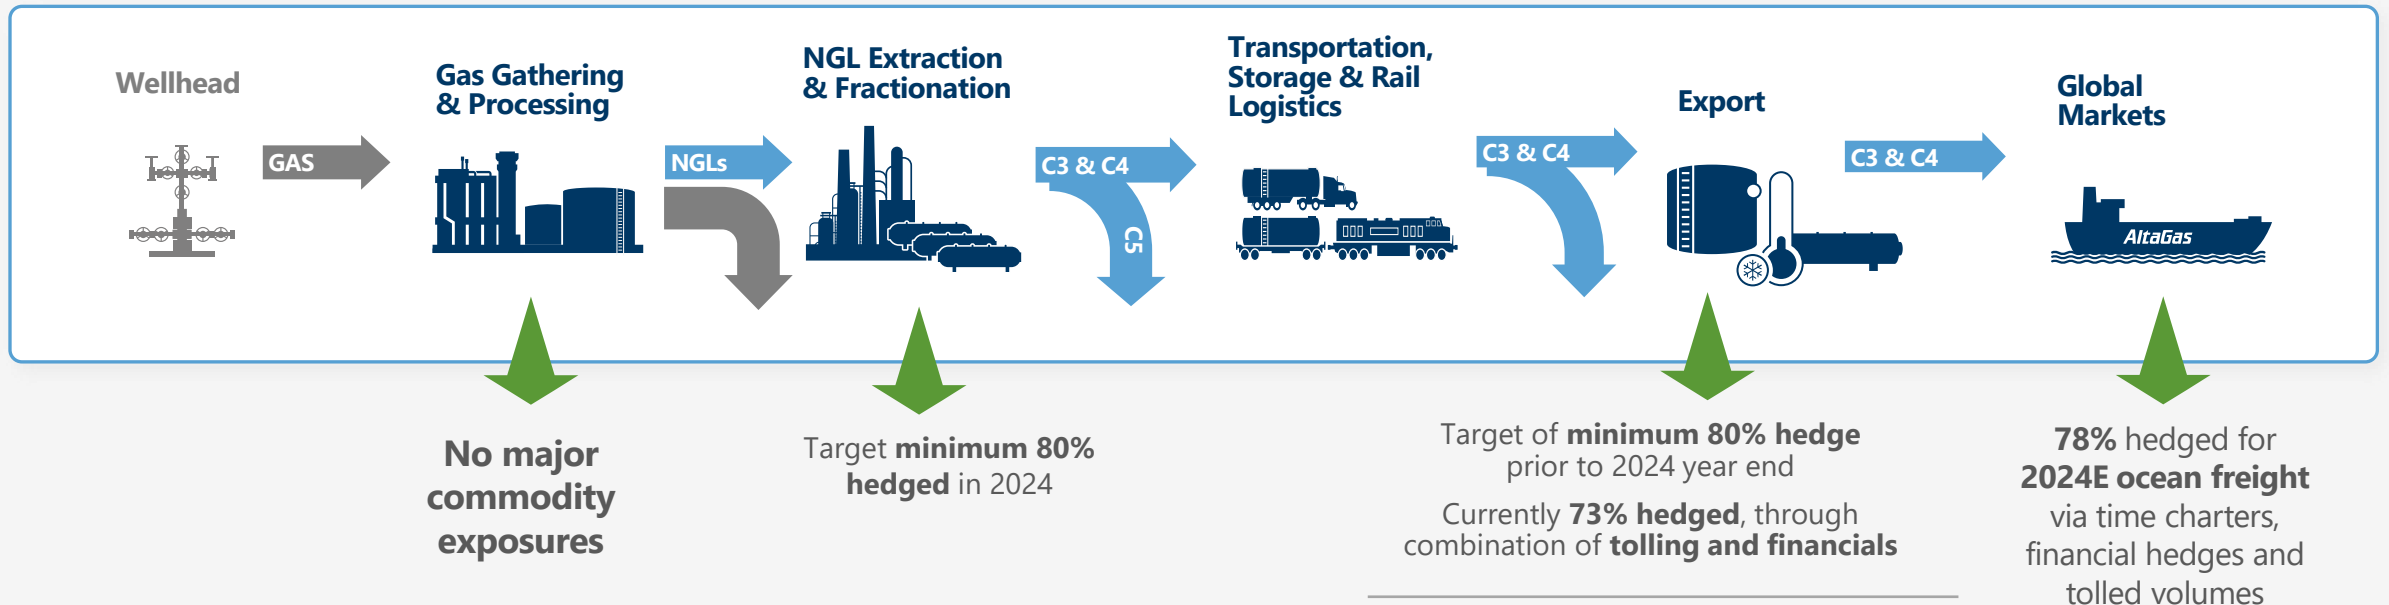 Wellhead
GAS
Gas Gathering
& Processing
NGLs
NGL Extraction
& Fractionation
C3 & C4
C5
Transportation,
Storage & Rail
Logistics
C3 & C4
Export
C3 & C4
Global
Markets
AltaGas
No major
commodity
exposures
Target minimum 80%
hedged in 2024
Target of minimum 80% hedge
prior to 2024 year end
Currently 73% hedged, through
combination of tolling and financials
78% hedged for
2024E ocean freight
via time charters,
financial hedges and
tolled volumes